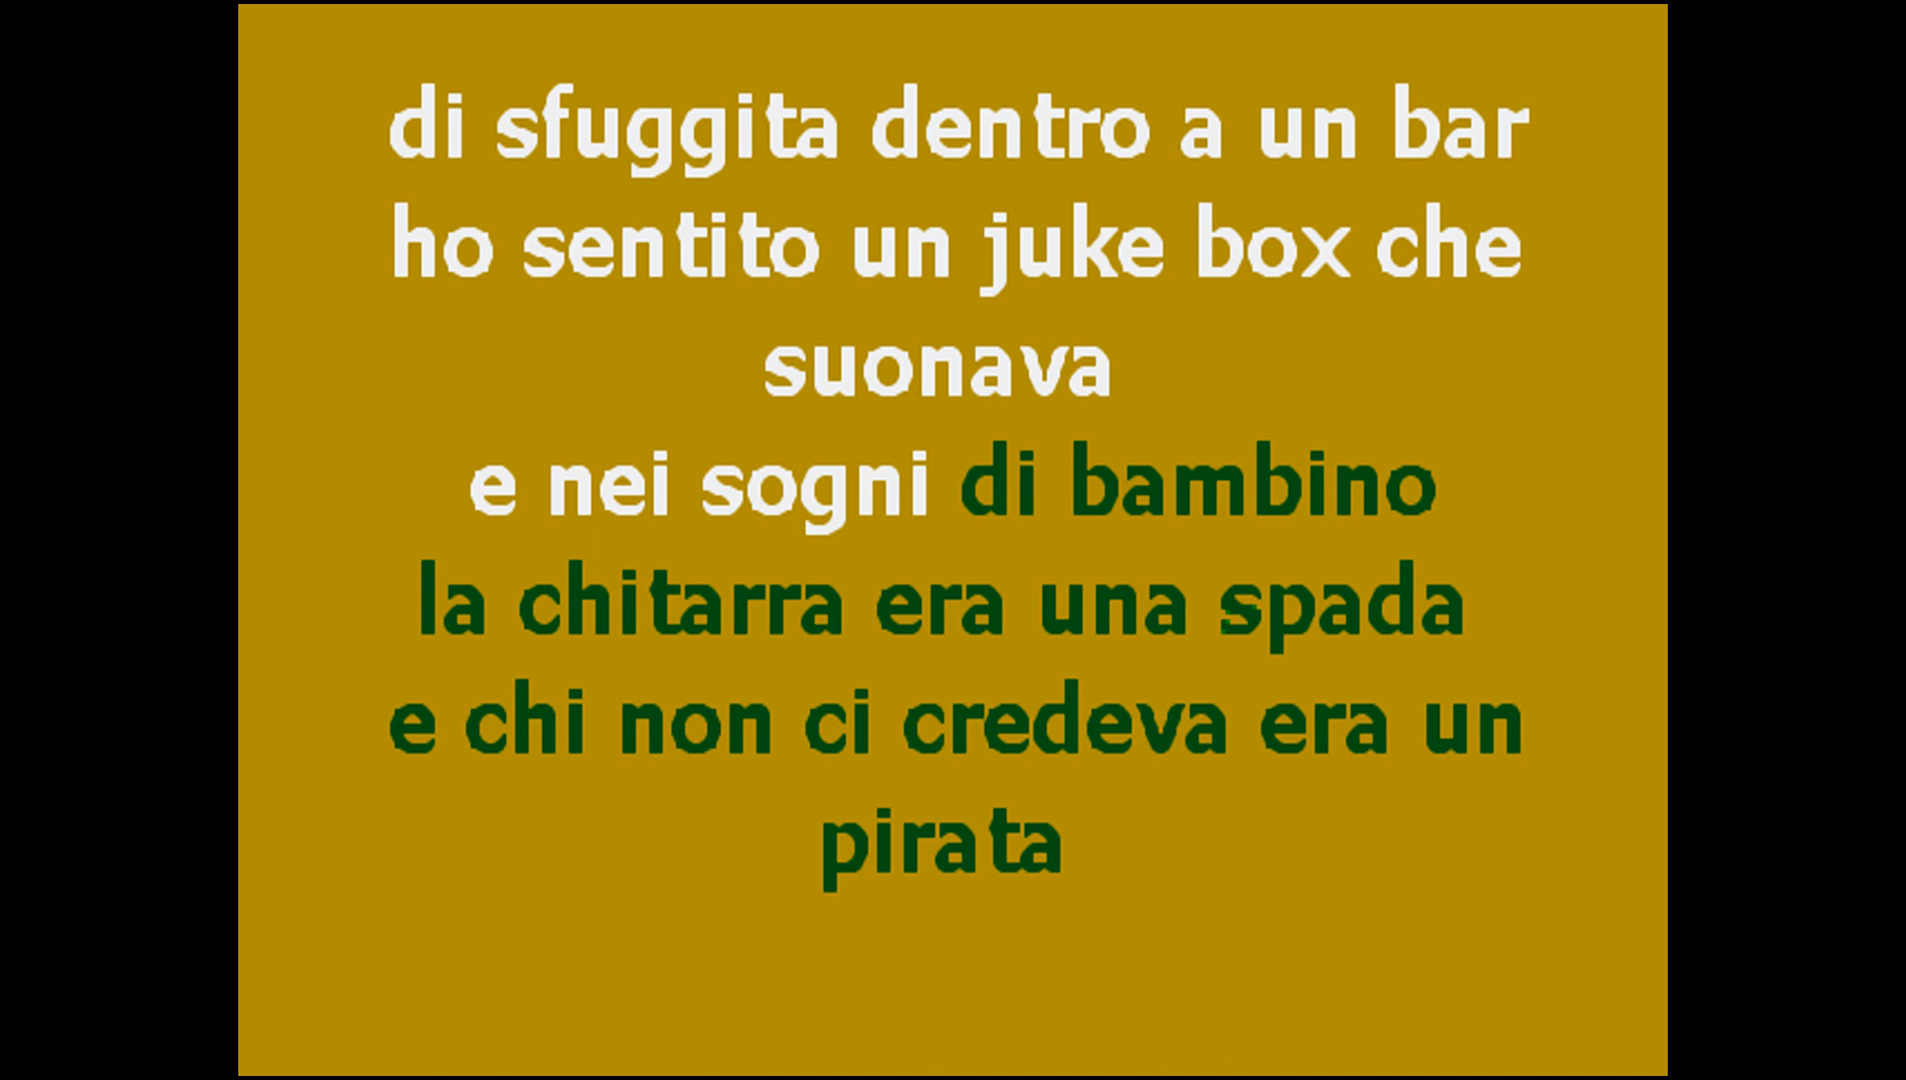 di sfuggita dentro a un bar
ho sentito un juke box che
suonava
e nei sogni di bambino
la chitarra era una spada
e chi non ci credeva era un
pirata